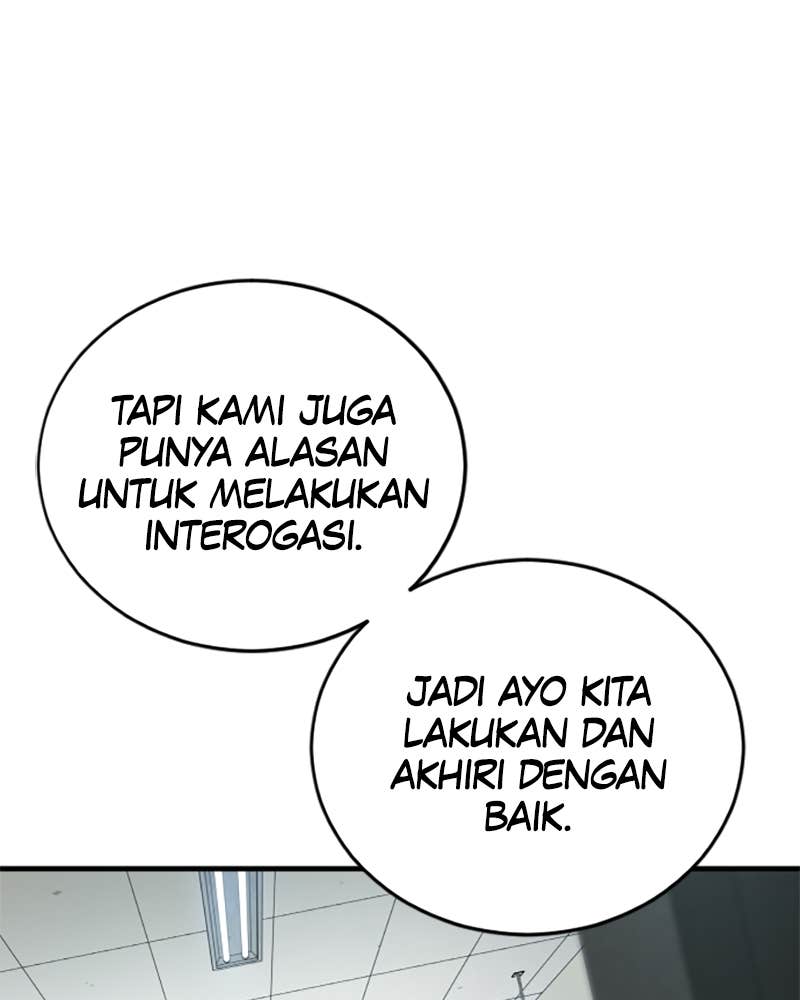 TAPI KAMI JUGA
PUNYA ALASAN
UNTUK MELAKUKAN
INTEROGASI.
JADI AYO KITA
LAKUKAN DAN
AKHIRI DENGAN
BAIK.